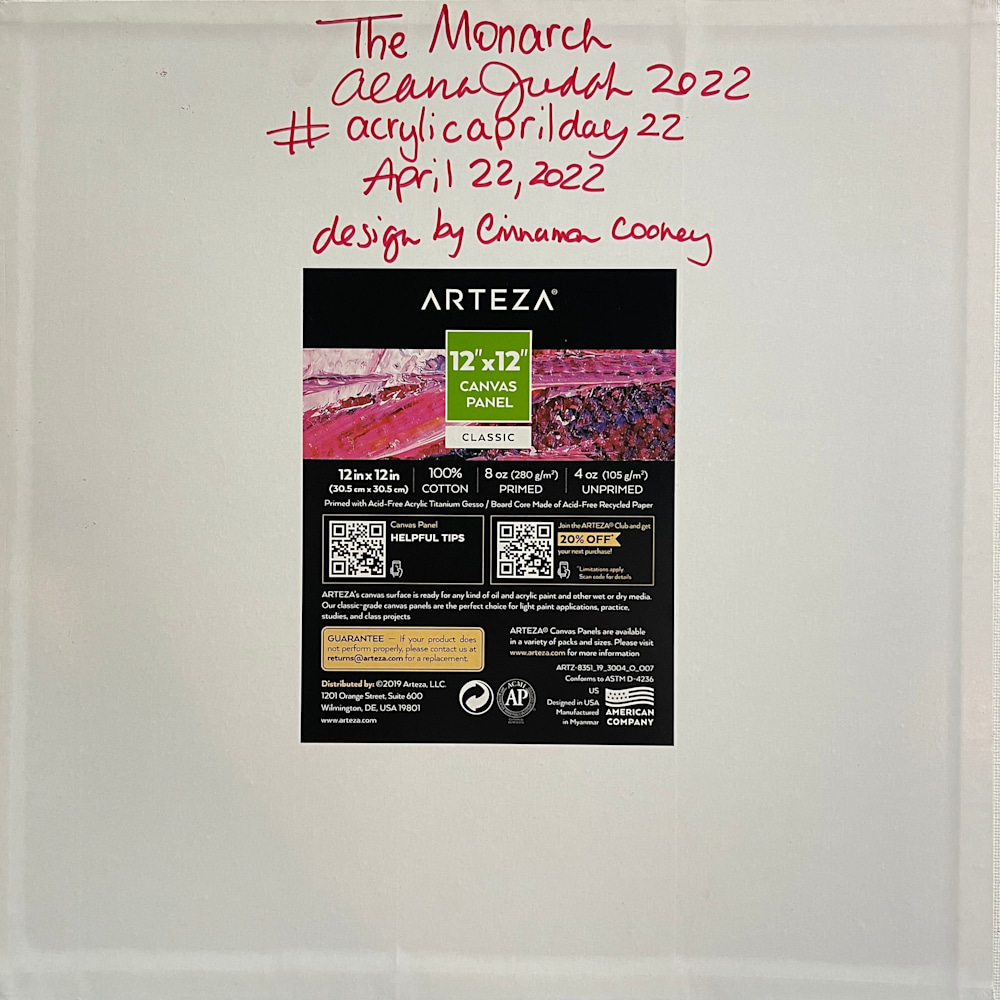 The Monarch
Alana Judah 2022
# acrylicaprilday 22
April 22, 2022
design by Cinnamon Cooney
ARTEZA®
12"x12"
CANVAS
PANEL
CLASSIC
12 in x 12 in
(30.5 cm x 30.5 cm)
100%
COTTON
8 oz (280 g/m²)
PRIMED
4 oz (105 g/m²)
UNPRIMED
Primed with Acid-Free Acrylic Titanium Gesso / Board Core Made of Acid-Free Recycled Paper
Canvas Panel
HELPFUL TIPS
Join the ARTEZA® Club and get
20% OFF*
your next purchase!
*Limitations apply.
Scan code for details
ARTEZA's canvas surface is ready for any kind of oil and acrylic paint and other wet or dry media.
Our classic-grade canvas panels are the perfect choice for light paint applications, practice,
studies, and class projects
GUARANTEE — If your product does
not perform properly, please contact us at
returns@arteza.com for a replacement.
ARTEZA® Canvas Panels are available
in a variety of packs and sizes. Please visit
www.arteza.com for more information
ARTZ-8351_19_3004_O_007
Conforms to ASTM D-4236
Distributed by: ©2019 Arteza, LLC.
1201 Orange Street, Suite 600
Wilmington, DE, USA 19801
www.arteza.com
ACMI
AP
US
Designed in USA
Manufactured
in Myanmar
AMERICAN
COMPANY